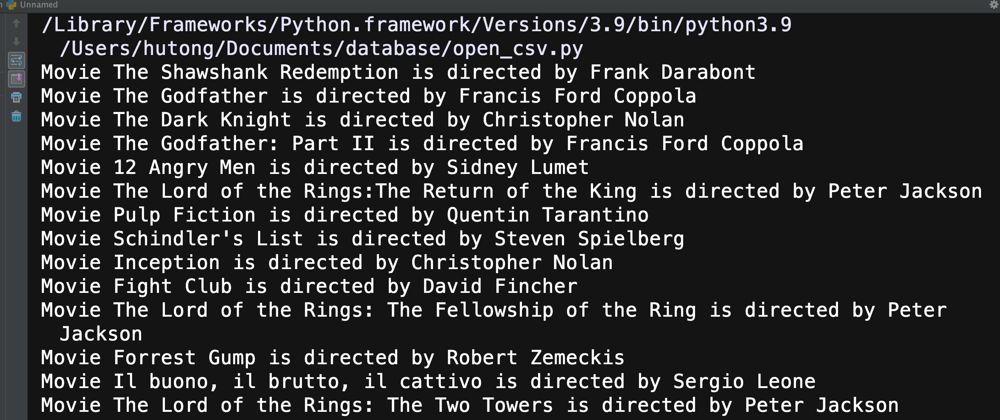 Unnamed
/Library/Frameworks/Python.framework/Versions/3.9/bin/python3.9
/Users/hutong/Documents/database/open_csv.py
Movie The Shawshank Redemption is directed by Frank Darabont
Movie The Godfather is directed by Francis Ford Coppola
Movie The Dark Knight is directed by Christopher Nolan
Movie The Godfather: Part II is directed by Francis Ford Coppola
Movie 12 Angry Men is directed by Sidney Lumet
Movie The Lord of the Rings:The Return of the King is directed by Peter Jackson
Movie Pulp Fiction is directed by Quentin Tarantino
Movie Schindler's List is directed by Steven Spielberg
Movie Inception is directed by Christopher Nolan
Movie Fight Club is directed by David Fincher
Movie The Lord of the Rings: The Fellowship of the Ring is directed by Peter
Jackson
Movie Forrest Gump is directed by Robert Zemeckis
Movie Il buono, il brutto, il cattivo is directed by Sergio Leone
Movie The Lord of the Rings: The Two Towers is directed by Peter Jackson